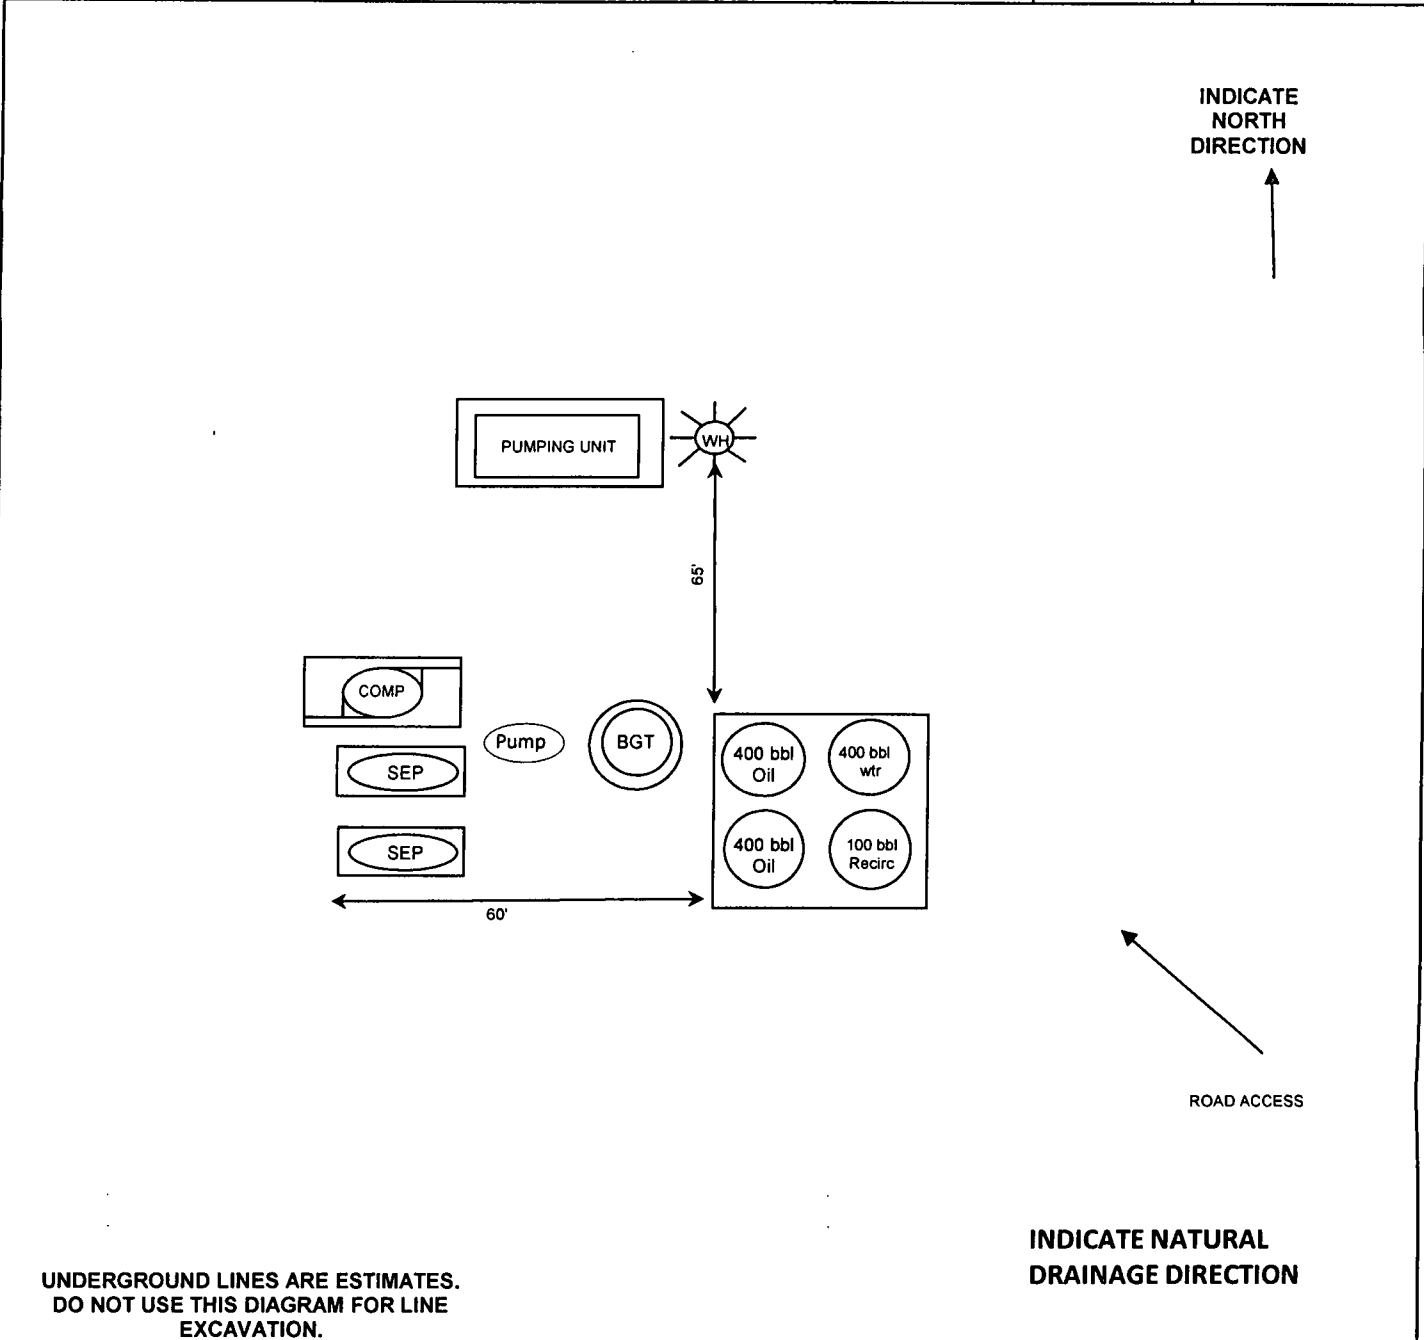 INDICATE
NORTH
DIRECTION
PUMPING UNIT
WH
65'
COMP
Pump
BGT
400 bbl
Oil
400 bbl
wtr
SEP
SEP
400 bbl
Oil
100 bbl
Recirc
60'
ROAD ACCESS
INDICATE NATURAL
DRAINAGE DIRECTION
UNDERGROUND LINES ARE ESTIMATES.
DO NOT USE THIS DIAGRAM FOR LINE
EXCAVATION.